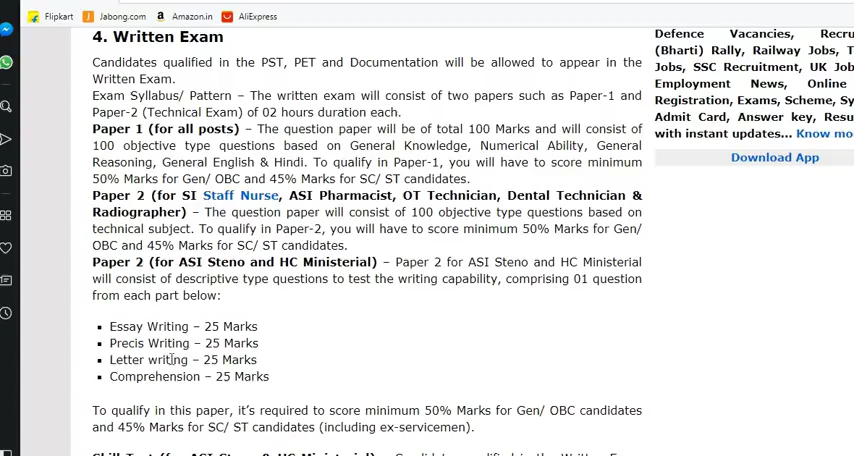 Flipkart Jabong.com Amazon.in AliExpress
4. Written Exam
Candidates qualified in the PST, PET and Documentation will be allowed to appear in the
Written Exam.
Exam Syllabus/ Pattern – The written exam will consist of two papers such as Paper-1 and
Paper-2 (Technical Exam) of 02 hours duration each.
Paper 1 (for all posts) – The question paper will be of total 100 Marks and will consist of
100 objective type questions based on General Knowledge, Numerical Ability, General
Reasoning, General English & Hindi. To qualify in Paper-1, you will have to score minimum
50% Marks for Gen/ OBC and 45% Marks for SC/ ST candidates.
Paper 2 (for SI Staff Nurse, ASI Pharmacist, OT Technician, Dental Technician &
Radiographer) – The question paper will consist of 100 objective type questions based on
technical subject. To qualify in Paper-2, you will have to score minimum 50% Marks for Gen/
OBC and 45% Marks for SC/ ST candidates.
Paper 2 (for ASI Steno and HC Ministerial) – Paper 2 for ASI Steno and HC Ministerial
will consist of descriptive type questions to test the writing capability, comprising 01 question
from each part below:
▪ Essay Writing – 25 Marks
▪ Precis Writing – 25 Marks
▪ Letter writing – 25 Marks
▪ Comprehension – 25 Marks
To qualify in this paper, it's required to score minimum 50% Marks for Gen/ OBC candidates
and 45% Marks for SC/ ST candidates (including ex-servicemen).
Defence Vacancies, Recru
(Bharti) Rally, Railway Jobs, T
Jobs, SSC Recruitment, UK Jo
Employment News, Online
Registration, Exams, Scheme, Sy
Admit Card, Answer key, Resu
with instant updates... Know mo
Download App